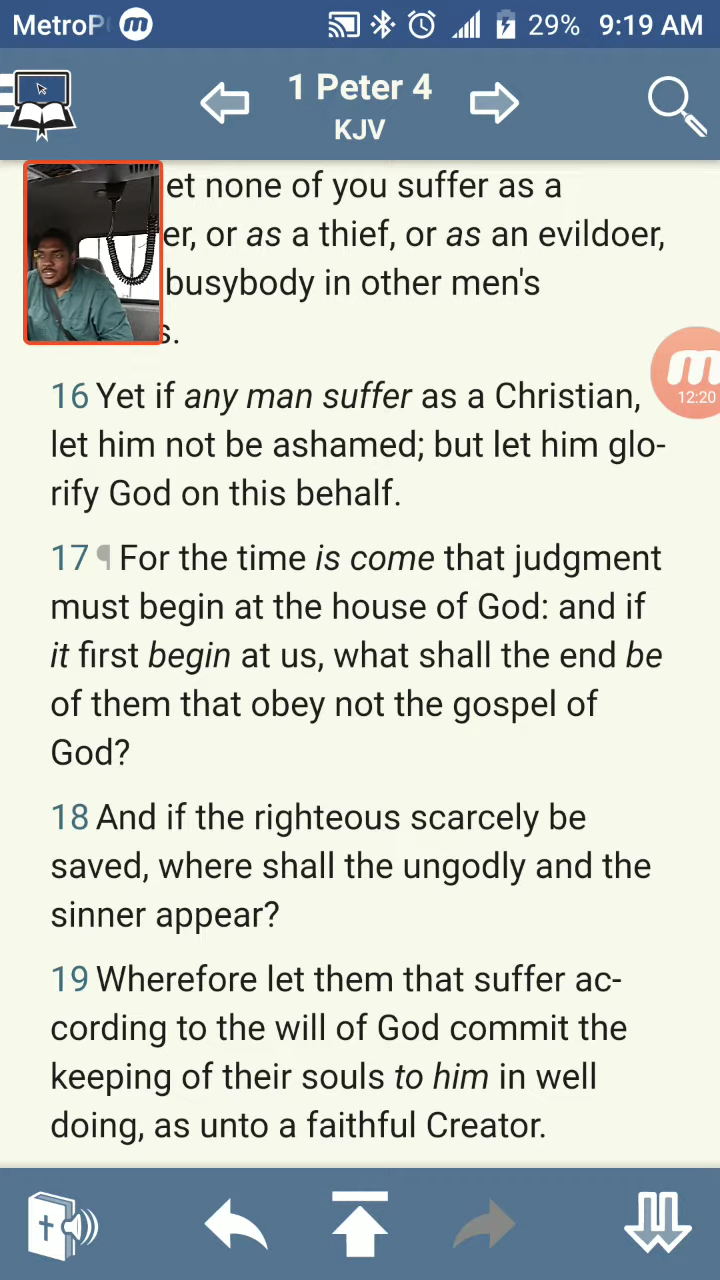 MetroP
29%
9:19 AM
1 Peter 4
KJV
et none of you suffer as a
er, or as a thief, or as an evildoer,
busybody in other men's
s.
12:20
16 Yet if any man suffer as a Christian,
let him not be ashamed; but let him glo-
rify God on this behalf.
17 ¶ For the time is come that judgment
must begin at the house of God: and if
it first begin at us, what shall the end be
of them that obey not the gospel of
God?
18 And if the righteous scarcely be
saved, where shall the ungodly and the
sinner appear?
19 Wherefore let them that suffer ac-
cording to the will of God commit the
keeping of their souls to him in well
doing, as unto a faithful Creator.